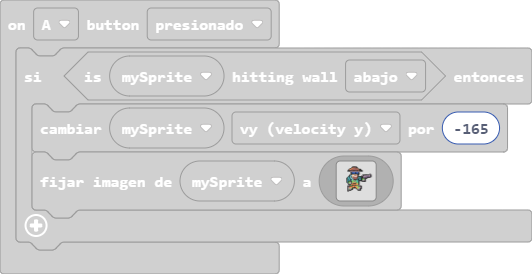 on A button presionado
si is mySprite hitting wall abajo entonces
cambiar mySprite vy (velocity y) por -165
fijar imagen de mySprite a